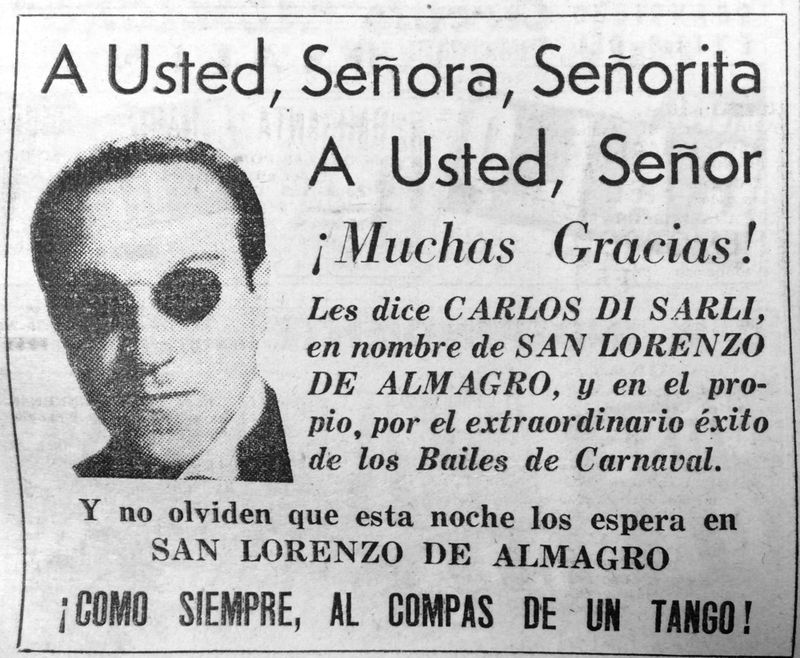 A Usted, Señora, Señorita
A Usted, Señor
¡Muchas Gracias!
Les dice CARLOS DI SARLI,
en nombre de SAN LORENZO
DE ALMAGRO, y en el pro-
pio, por el extraordinario éxito
de los Bailes de Carnaval.
Y no olviden que esta noche los espera en
SAN LORENZO DE ALMAGRO
¡COMO SIEMPRE, AL COMPAS DE UN TANGO!